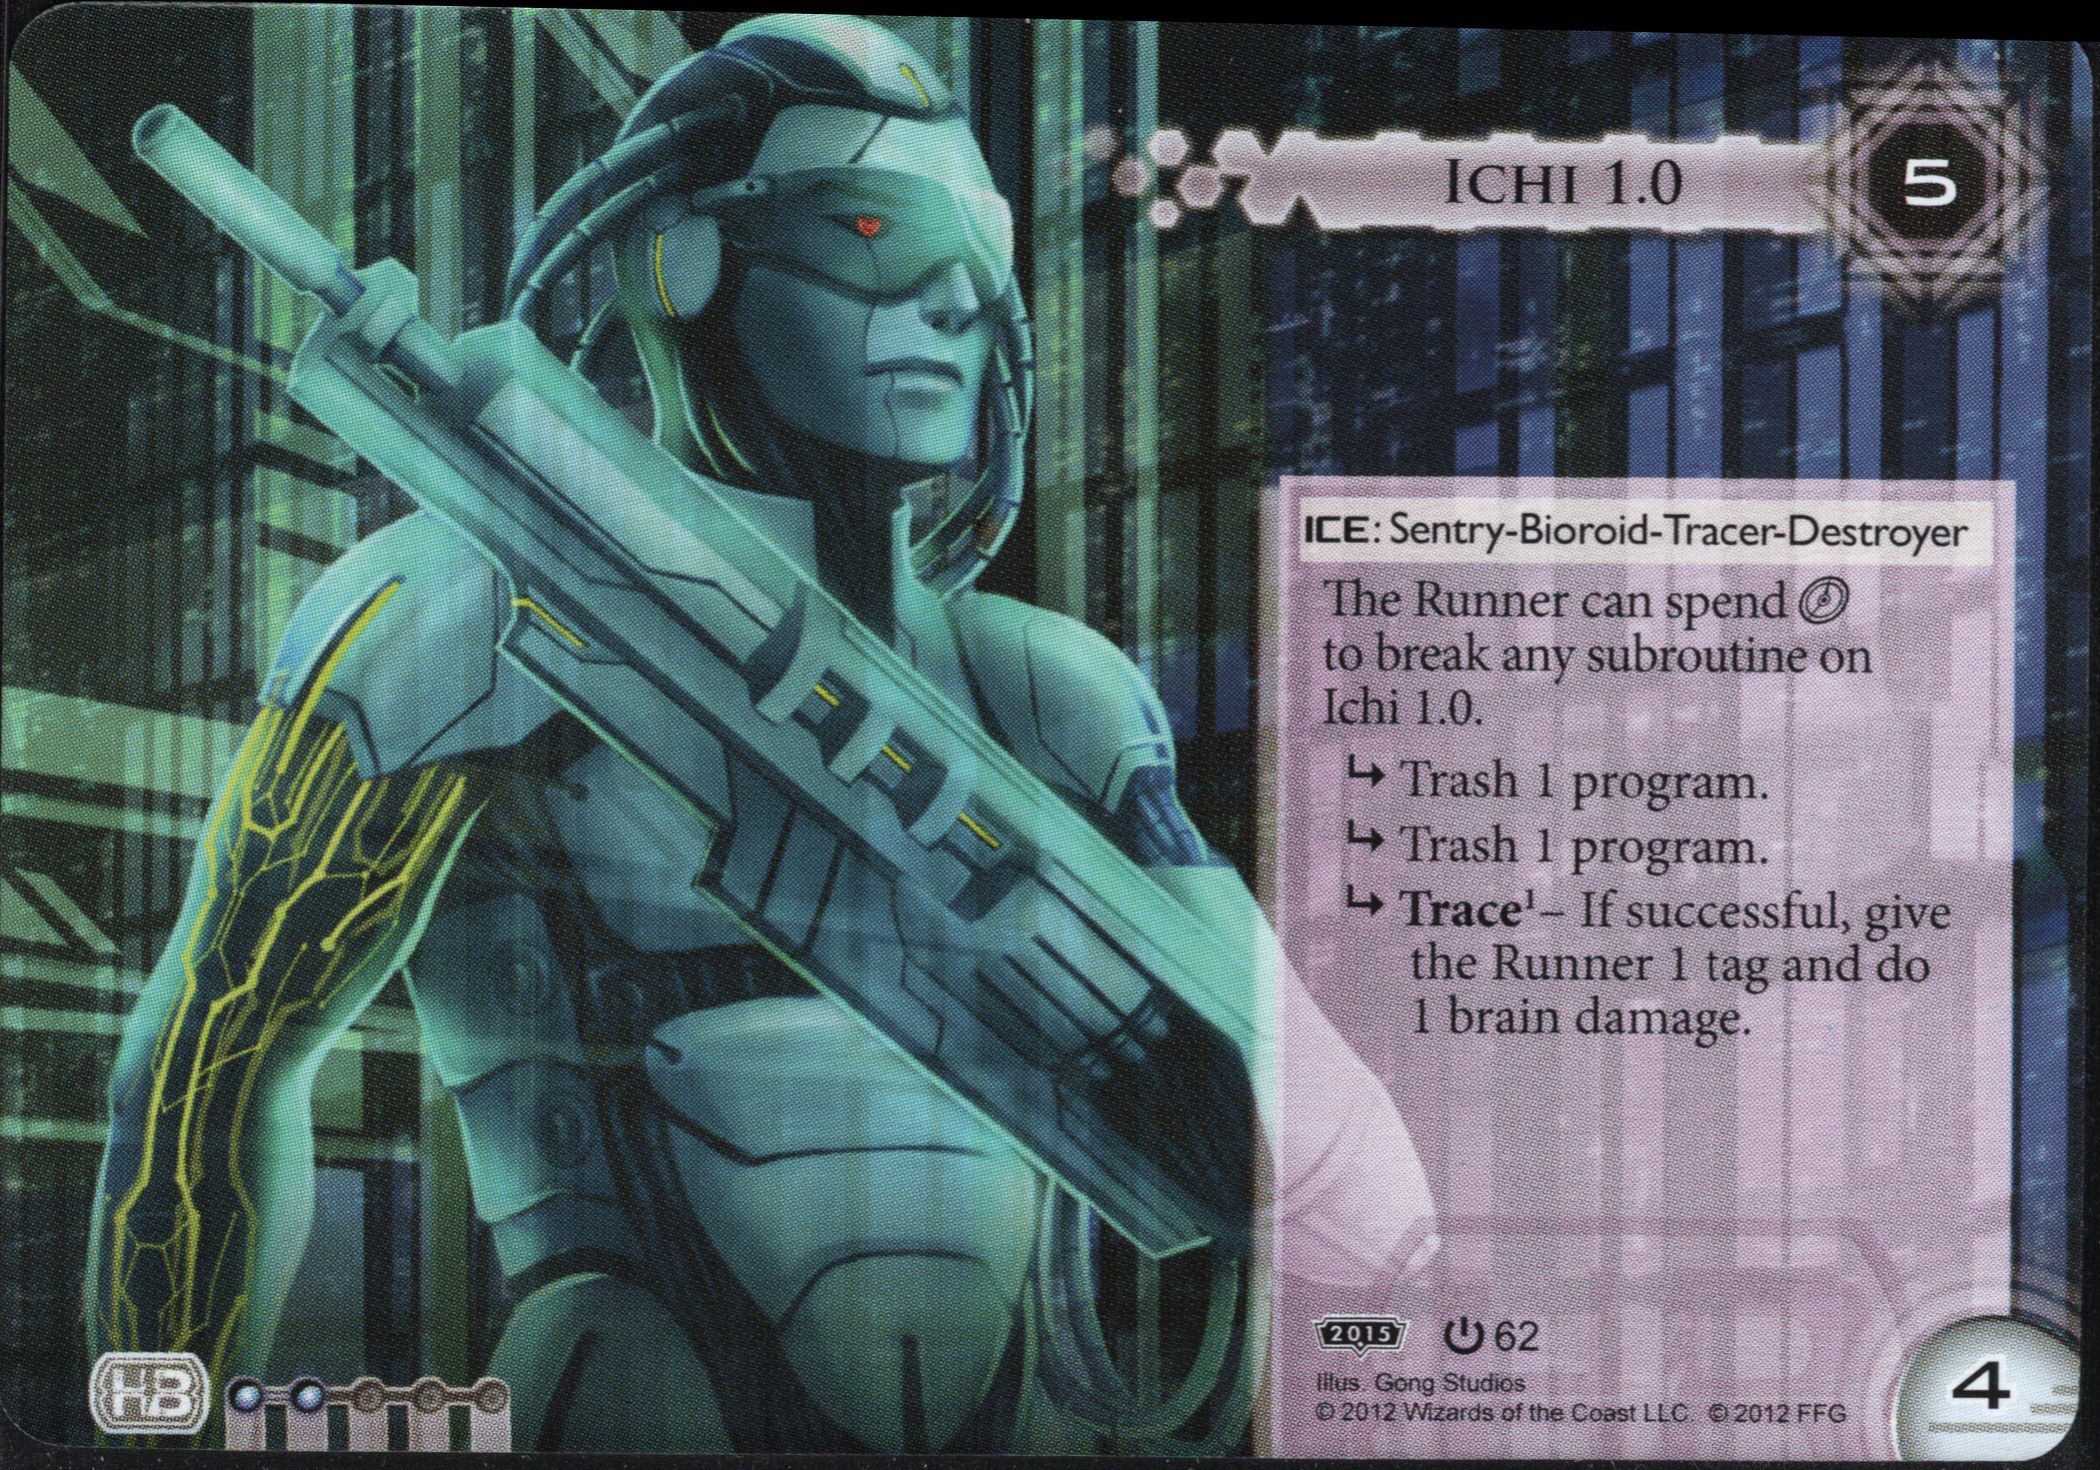 ICHI 1.0
5
ICE: Sentry-Bioroid-Tracer-Destroyer
The Runner can spend
to break any subroutine on
Ichi 1.0.
↳ Trash 1 program.
↳ Trash 1 program.
↳ Trace¹– If successful, give
the Runner 1 tag and do
1 brain damage.
2015 62
Illus. Gong Studios
© 2012 Wizards of the Coast LLC. © 2012 FFG
4
HB